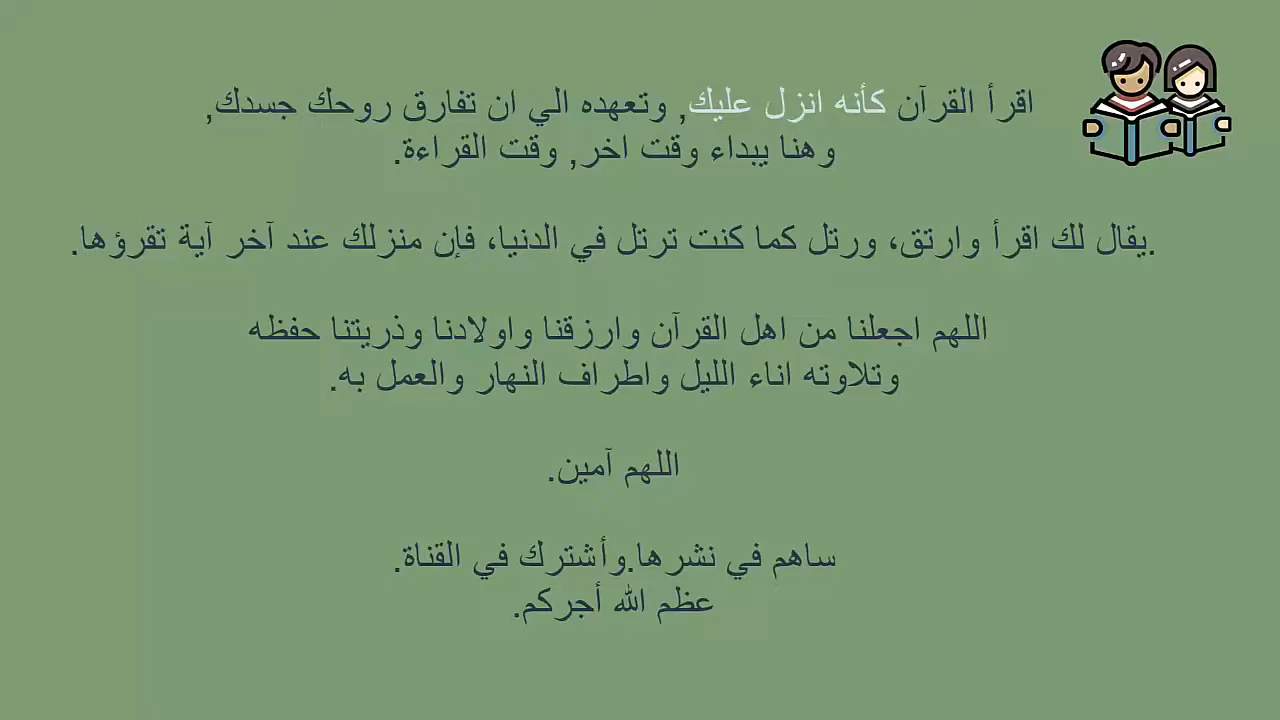 اقرأ القرآن كأنه انزل عليك, وتعهده الي ان تفارق روحك جسدك,
وهنا يبداء وقت اخر, وقت القراءة.
.يقال لك اقرأ وارتق، ورتل كما كنت ترتل في الدنيا، فإن منزلك عند آخر آية تقرؤها.
اللهم اجعلنا من اهل القرآن وارزقنا واولادنا وذريتنا حفظه
وتلاوته اناء الليل واطراف النهار والعمل به.
اللهم آمين.
ساهم في نشرها.وأشترك في القناة.
عظم الله أجركم.